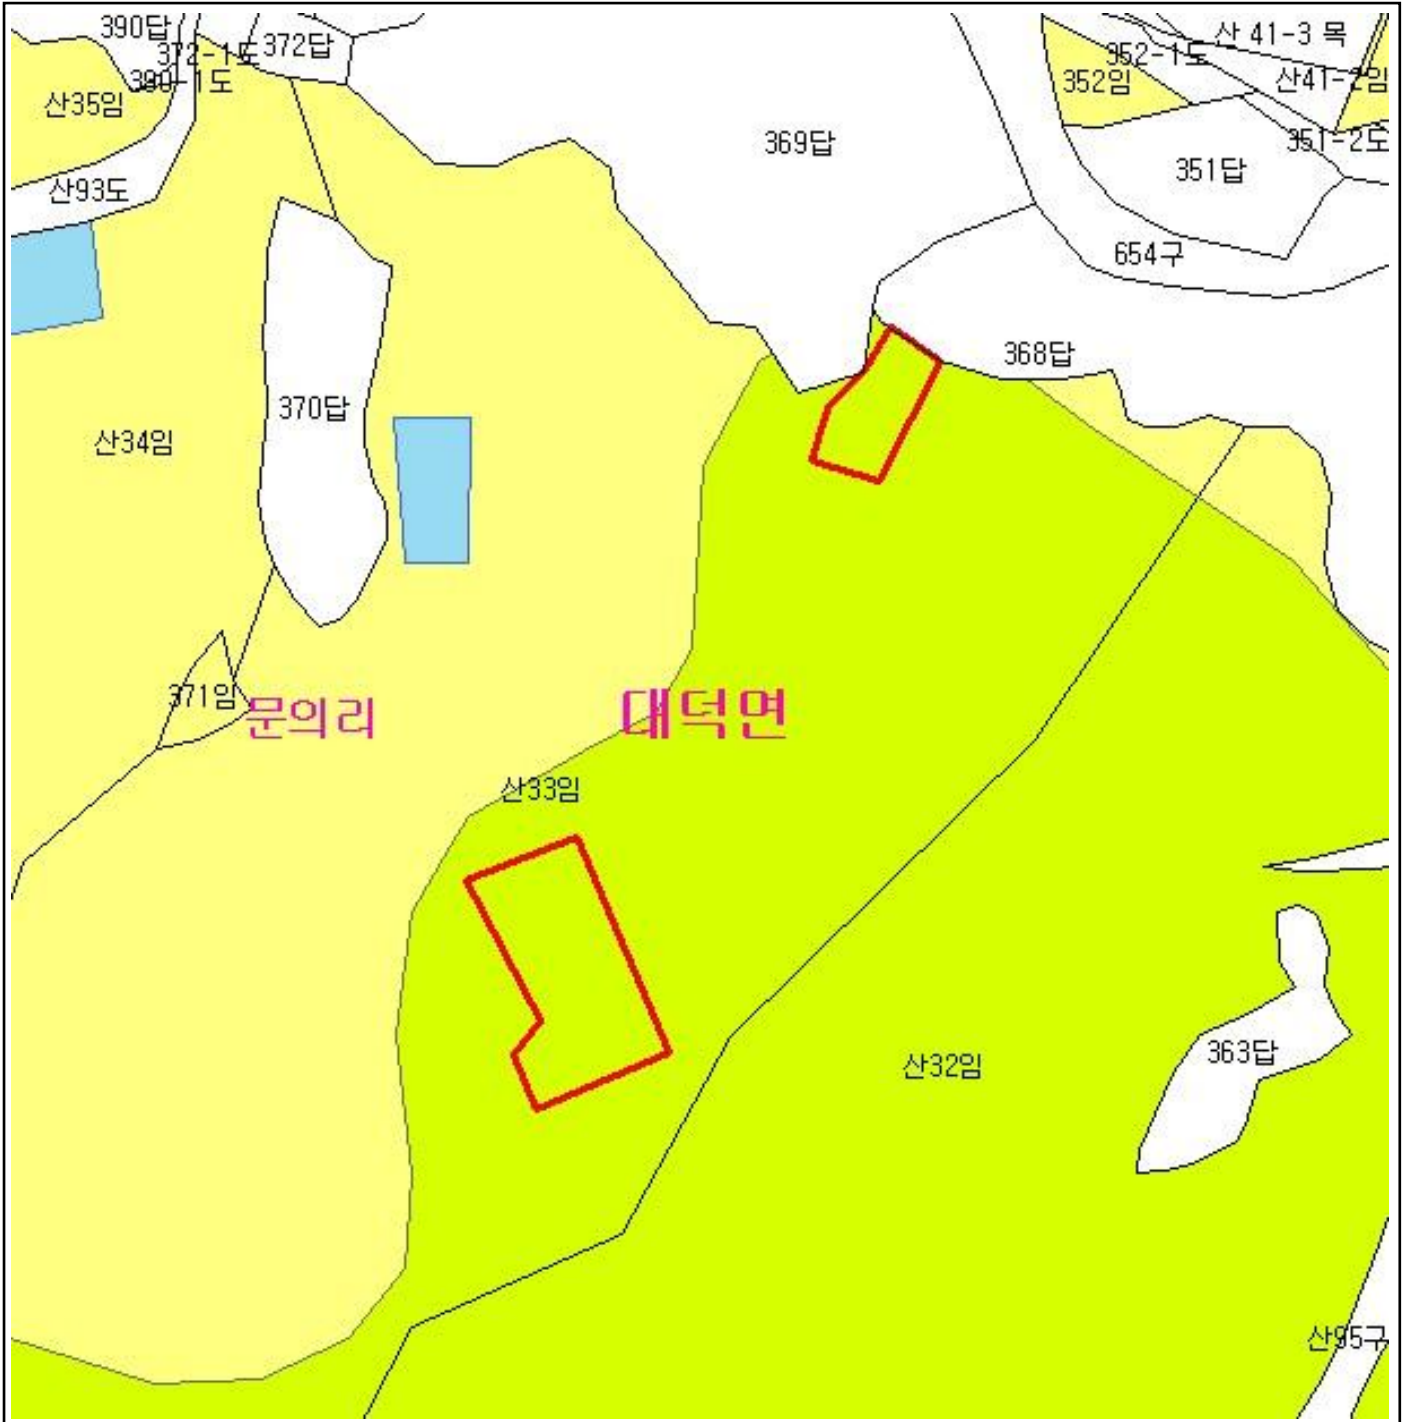 390답
372-1도
372답
390-1도
산35임
산93도
369답
산 41-3 목
352-1도
352임
산41-2임
351-2도
351답
654구
368답
370답
산34임
371임
문의리
대덕면
산33임
산32임
363답
산95구